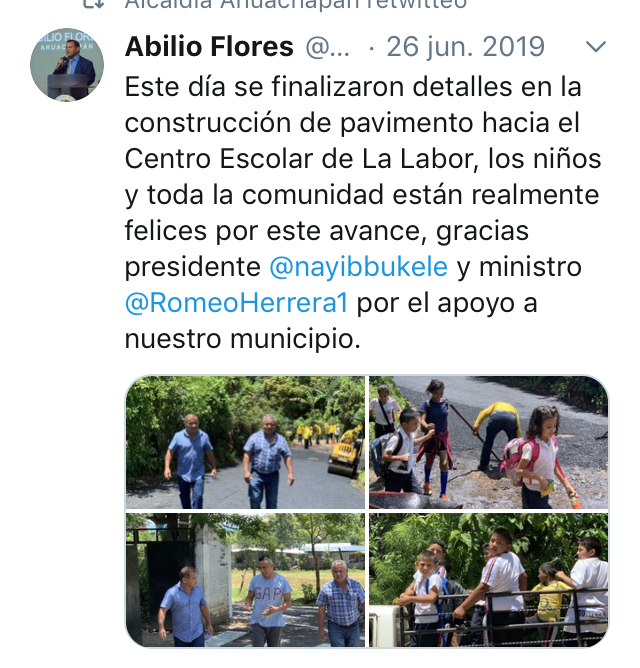 Alcaldía Ahuachapán retwitteó
Abilio Flores @... · 26 jun. 2019
Este día se finalizaron detalles en la
construcción de pavimento hacia el
Centro Escolar de La Labor, los niños
y toda la comunidad están realmente
felices por este avance, gracias
presidente @nayibbukele y ministro
@RomeoHerrera1 por el apoyo a
nuestro municipio.
GAP